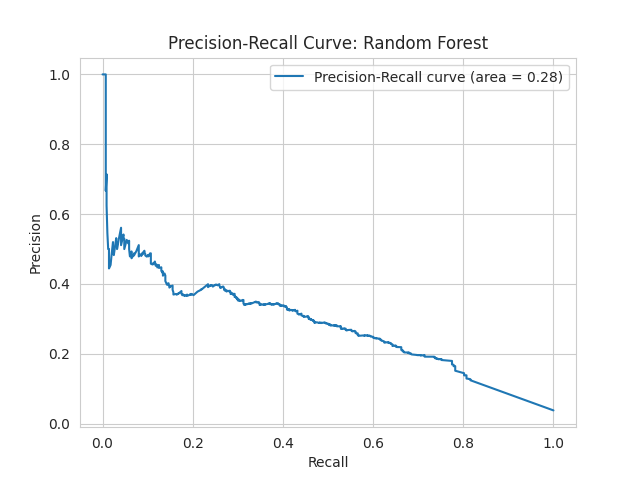 Precision-Recall Curve: Random Forest
Precision-Recall curve (area = 0.28)
1.0
0.8
0.6
0.4
0.2
0.0
Precision
0.0 0.2 0.4 0.6 0.8 1.0
Recall